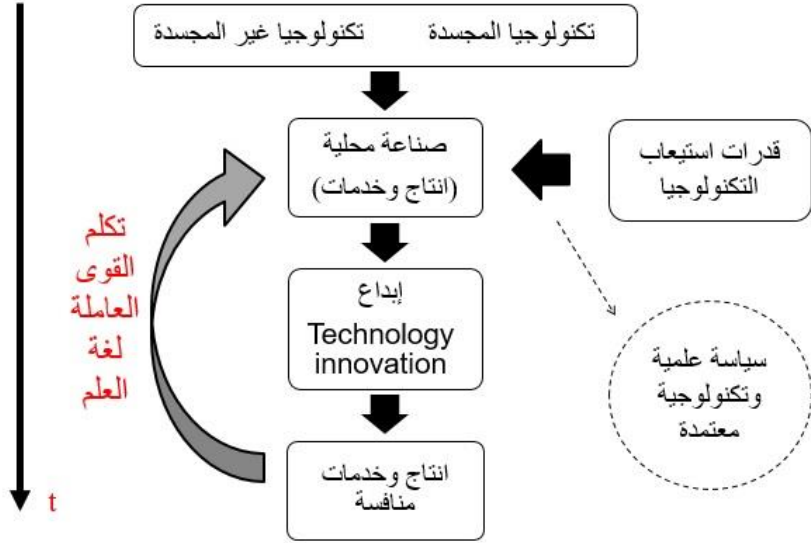 تكنولوجيا المجسدة
تكنولوجيا غير المجسدة
صناعة محلية
(انتاج وخدمات)
قدرات استيعاب
التكنولوجيا
تكلم
القوى
العاملة
لغة
العلم
إبداع
Technology
innovation
سياسة علمية
وتكنولوجية
معتمدة
انتاج وخدمات
منافسة
t